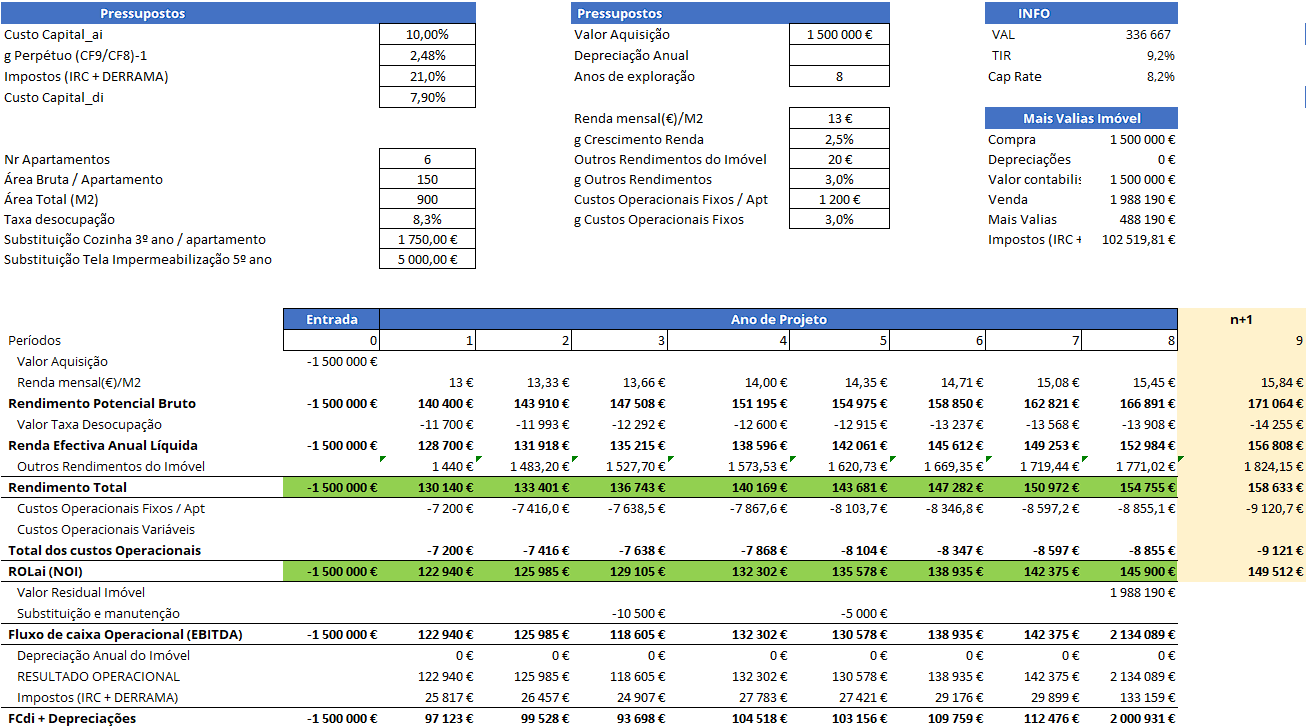 Pressupostos Pressupostos INFO
Custo Capital_ai 10,00% Valor Aquisição 1 500 000 € VAL 336 667
g Perpétuo (CF9/CF8)-1 2,48% Depreciação Anual TIR 9,2%
Impostos (IRC + DERRAMA) 21,0% Anos de exploração 8 Cap Rate 8,2%
Custo Capital_di 7,90%
Renda mensal(€)/M2 13 € Mais Valias Imóvel
g Crescimento Renda 2,5% Compra 1 500 000 €
Nr Apartamentos 6 Outros Rendimentos do Imóvel 20 € Depreciações 0 €
Área Bruta / Apartamento 150 g Outros Rendimentos 3,0% Valor contabilis 1 500 000 €
Área Total (M2) 900 Custos Operacionais Fixos / Apt 1 200 € Venda 1 988 190 €
Taxa desocupação 8,3% g Custos Operacionais Fixos 3,0% Mais Valias 488 190 €
Substituição Cozinha 3º ano / apartamento 1 750,00 € Impostos (IRC + 102 519,81 €
Substituição Tela Impermeabilização 5º ano 5 000,00 €
Entrada Ano de Projeto n+1
Períodos 0 1 2 3 4 5 6 7 8 9
Valor Aquisição -1 500 000 €
Renda mensal(€)/M2 13 € 13,33 € 13,66 € 14,00 € 14,35 € 14,71 € 15,08 € 15,45 € 15,84 €
Rendimento Potencial Bruto -1 500 000 € 140 400 € 143 910 € 147 508 € 151 195 € 154 975 € 158 850 € 162 821 € 166 891 € 171 064 €
Valor Taxa Desocupação -11 700 € -11 993 € -12 292 € -12 600 € -12 915 € -13 237 € -13 568 € -13 908 € -14 255 €
Renda Efectiva Anual Líquida -1 500 000 € 128 700 € 131 918 € 135 215 € 138 596 € 142 061 € 145 612 € 149 253 € 152 984 € 156 808 €
Outros Rendimentos do Imóvel 1 440 € 1 483,20 € 1 527,70 € 1 573,53 € 1 620,73 € 1 669,35 € 1 719,44 € 1 771,02 € 1 824,15 €
Rendimento Total -1 500 000 € 130 140 € 133 401 € 136 743 € 140 169 € 143 681 € 147 282 € 150 972 € 154 755 € 158 633 €
Custos Operacionais Fixos / Apt -7 200 € -7 416,0 € -7 638,5 € -7 867,6 € -8 103,7 € -8 346,8 € -8 597,2 € -8 855,1 € -9 120,7 €
Custos Operacionais Variáveis
Total dos custos Operacionais -7 200 € -7 416 € -7 638 € -7 868 € -8 104 € -8 347 € -8 597 € -8 855 € -9 121 €
ROLai (NOI) -1 500 000 € 122 940 € 125 985 € 129 105 € 132 302 € 135 578 € 138 935 € 142 375 € 145 900 € 149 512 €
Valor Residual Imóvel 1 988 190 €
Substituição e manutenção -10 500 € -5 000 €
Fluxo de caixa Operacional (EBITDA) -1 500 000 € 122 940 € 125 985 € 118 605 € 132 302 € 130 578 € 138 935 € 142 375 € 2 134 089 €
Depreciação Anual do Imóvel 0 € 0 € 0 € 0 € 0 € 0 € 0 € 0 €
RESULTADO OPERACIONAL 122 940 € 125 985 € 118 605 € 132 302 € 130 578 € 138 935 € 142 375 € 2 134 089 €
Impostos (IRC + DERRAMA) 25 817 € 26 457 € 24 907 € 27 783 € 27 421 € 29 176 € 29 899 € 133 159 €
FCdi + Depreciações -1 500 000 € 97 123 € 99 528 € 93 698 € 104 518 € 103 156 € 109 759 € 112 476 € 2 000 931 €